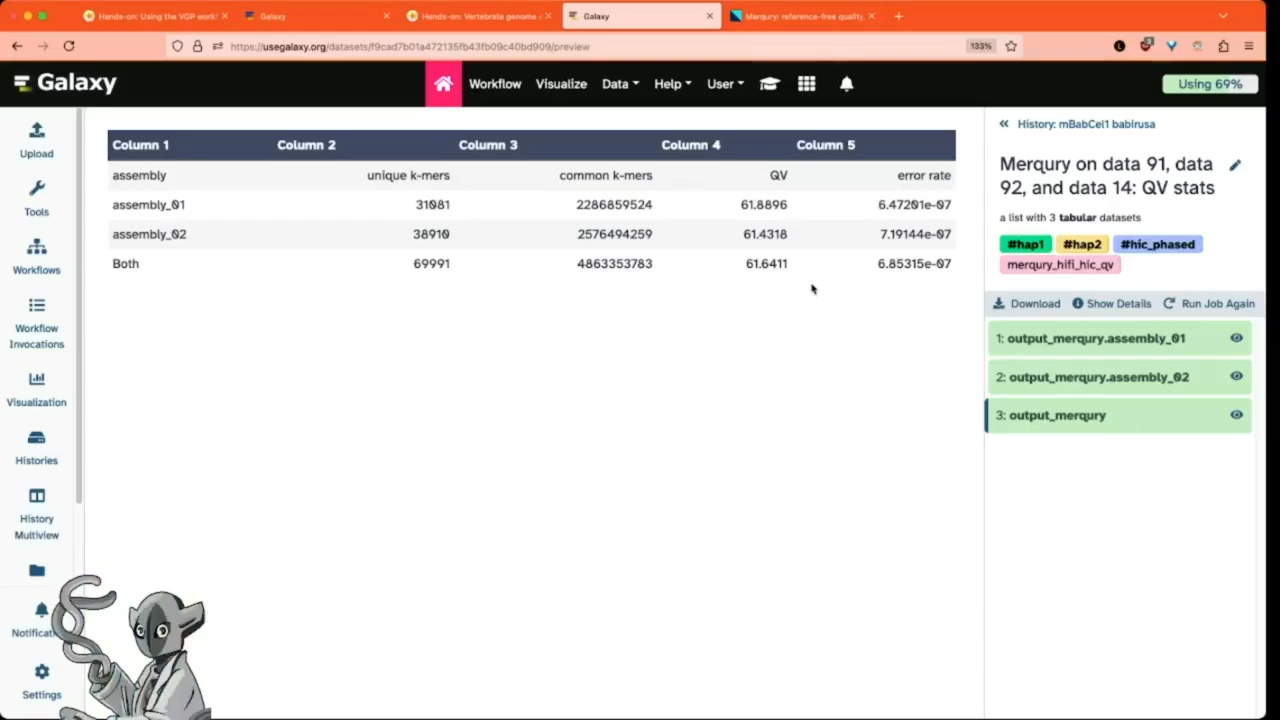 Hands-on: Using the VGP work
Galaxy
Hands-on: Vertebrate genome
Galaxy
Merqury: reference-free quality
https://usegalaxy.org/datasets/f9cad7b01a472135fb43fb09c40bd909/preview
133%
Galaxy
Workflow Visualize Data Help User
Using 69%
Upload
Tools
Workflows
Workflow
Invocations
Visualization
Histories
History
Multiview
Notificati
Settings
Column 1 Column 2 Column 3 Column 4 Column 5
assembly unique k-mers common k-mers QV error rate
assembly_01 31081 2286859524 61.8896 6.47201e-07
assembly_02 38910 2576494259 61.4318 7.19144e-07
Both 69991 4863353783 61.6411 6.85315e-07
« History: mBabCel1 babirusa
Merqury on data 91, data
92, and data 14: QV stats
a list with 3 tabular datasets
#hap1 #hap2 #hic_phased
merqury_hifi_hic_qv
Download Show Details Run Job Again
1: output_merqury.assembly_01
2: output_merqury.assembly_02
3: output_merqury